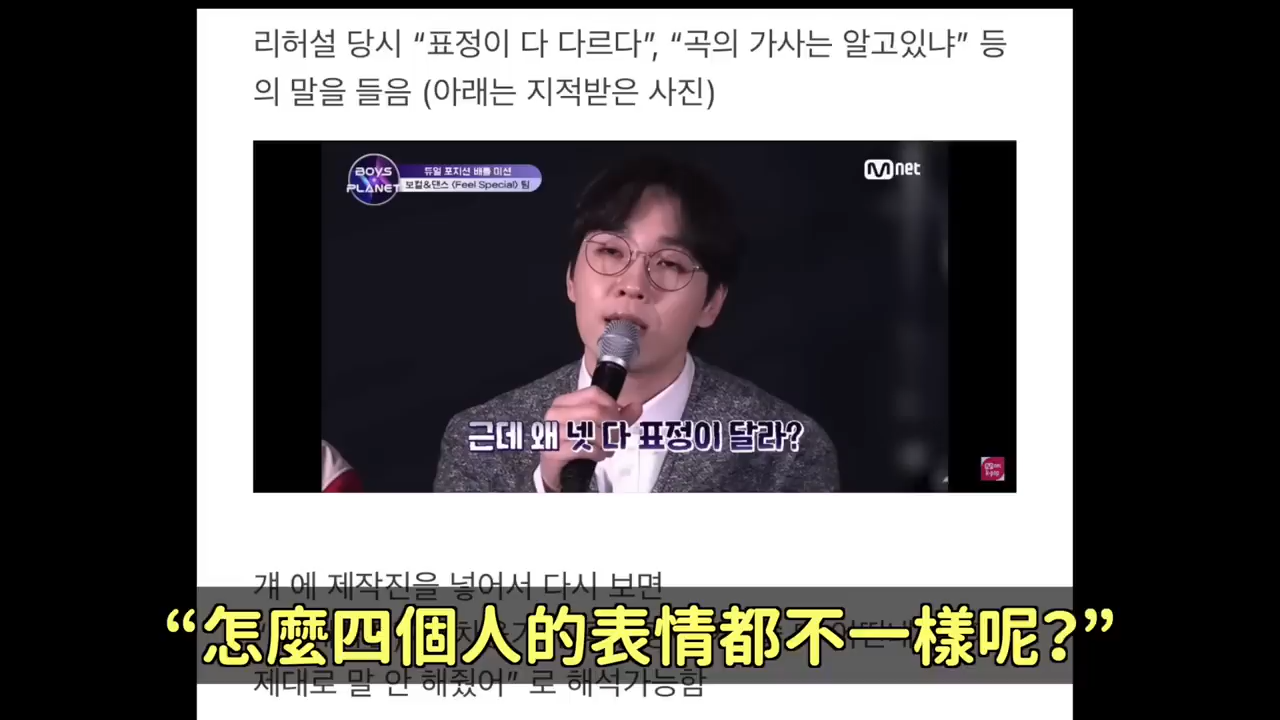 리허설 당시 “표정이 다 다르다”, “곡의 가사는 알고있냐” 등
의 말을 들음 (아래는 지적받은 사진)
BOYS
PLANET
듀얼 포지션 배틀 미션
보컬&댄스 <Feel Special> 팀
Mnet
근데 왜 넷 다 표정이 달라?
걔 에 제작진을 넣어서 다시 보면
“怎麼四個人的表情都不一樣呢？”
제대로 말 안 해줬어” 로 해석가능함